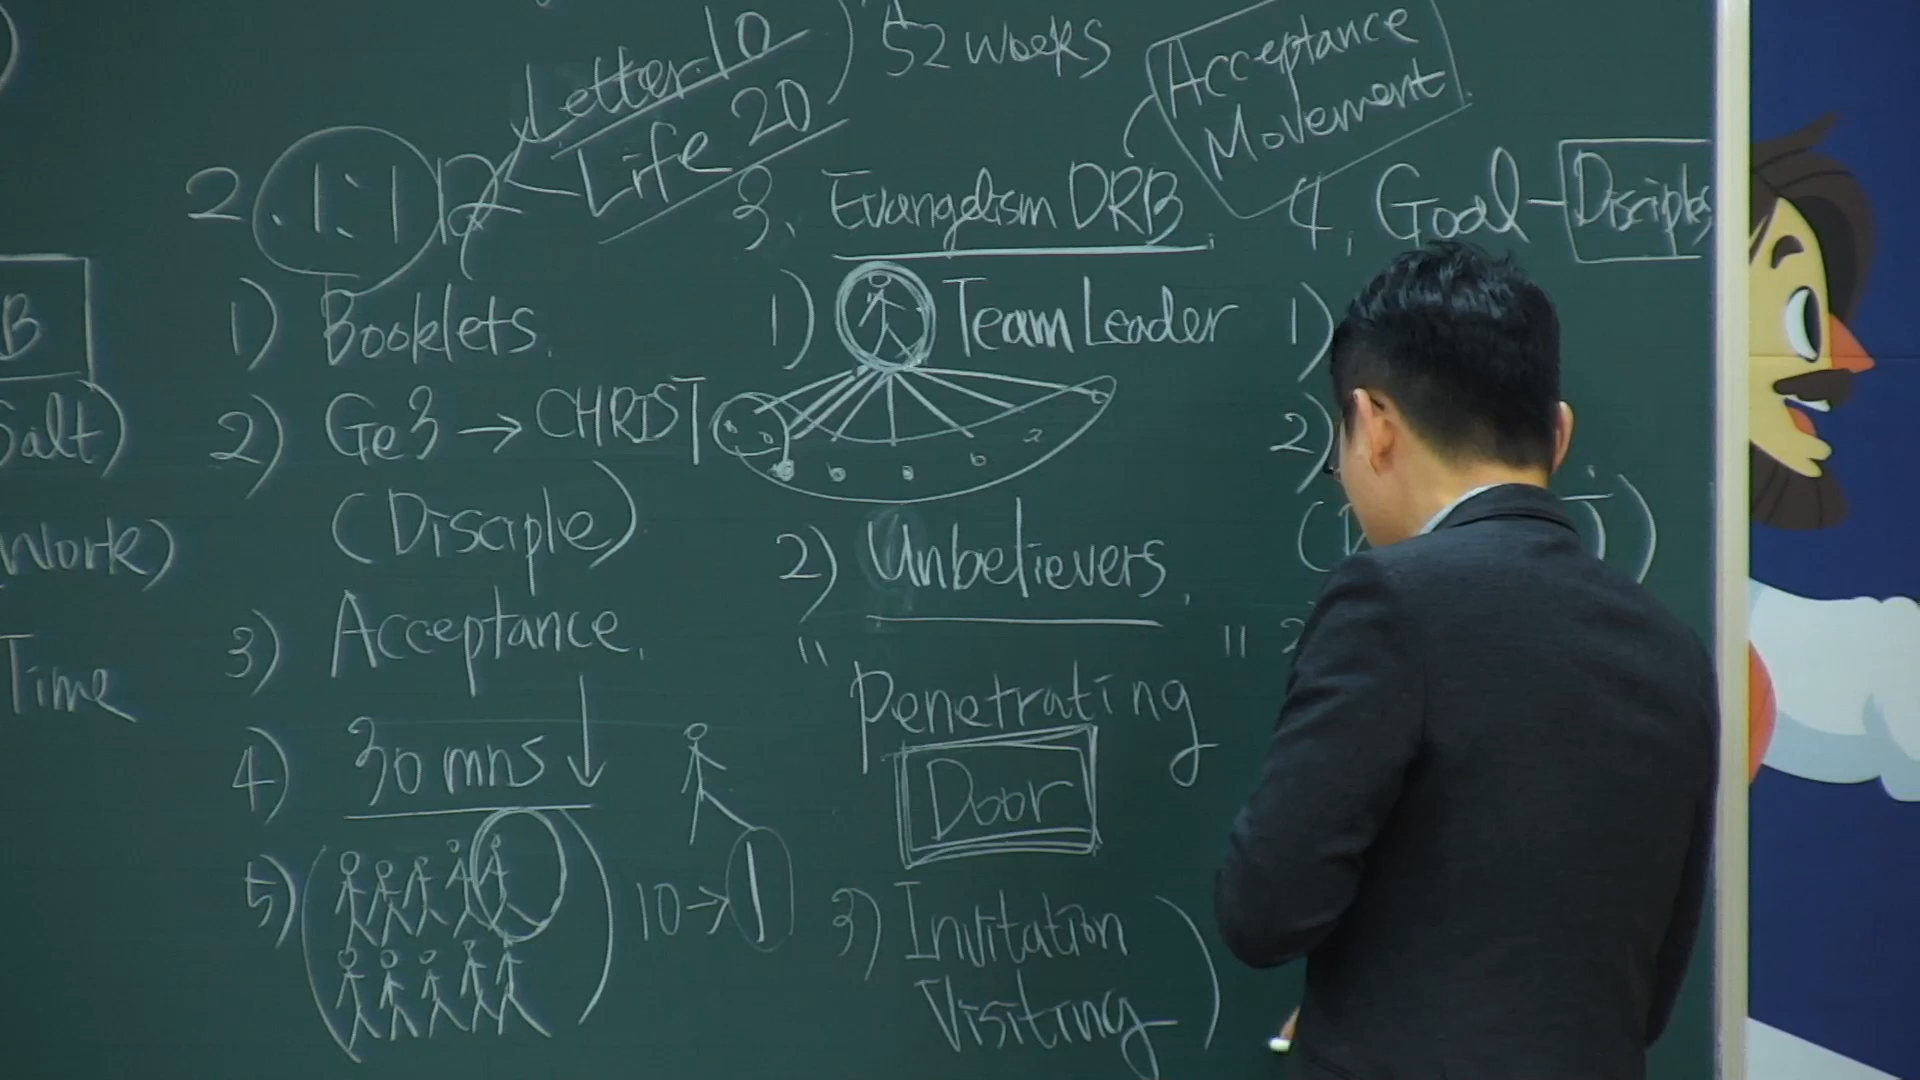 Letter 10
Life 20
52 weeks
Acceptance
Movement
B
Salt)
Work)
Time
2. 1:1
1) Booklets.
2) Ge3 → CHRIST
(Disciple)
3) Acceptance.
4) 30 mns ↓
5)
10→1
3. Evangelism DRB.
1) Team Leader
2) Unbelievers.
"
"
Penetrating
Door
3) Invitation
Visiting
4. Goal - Disciples
1)
2)